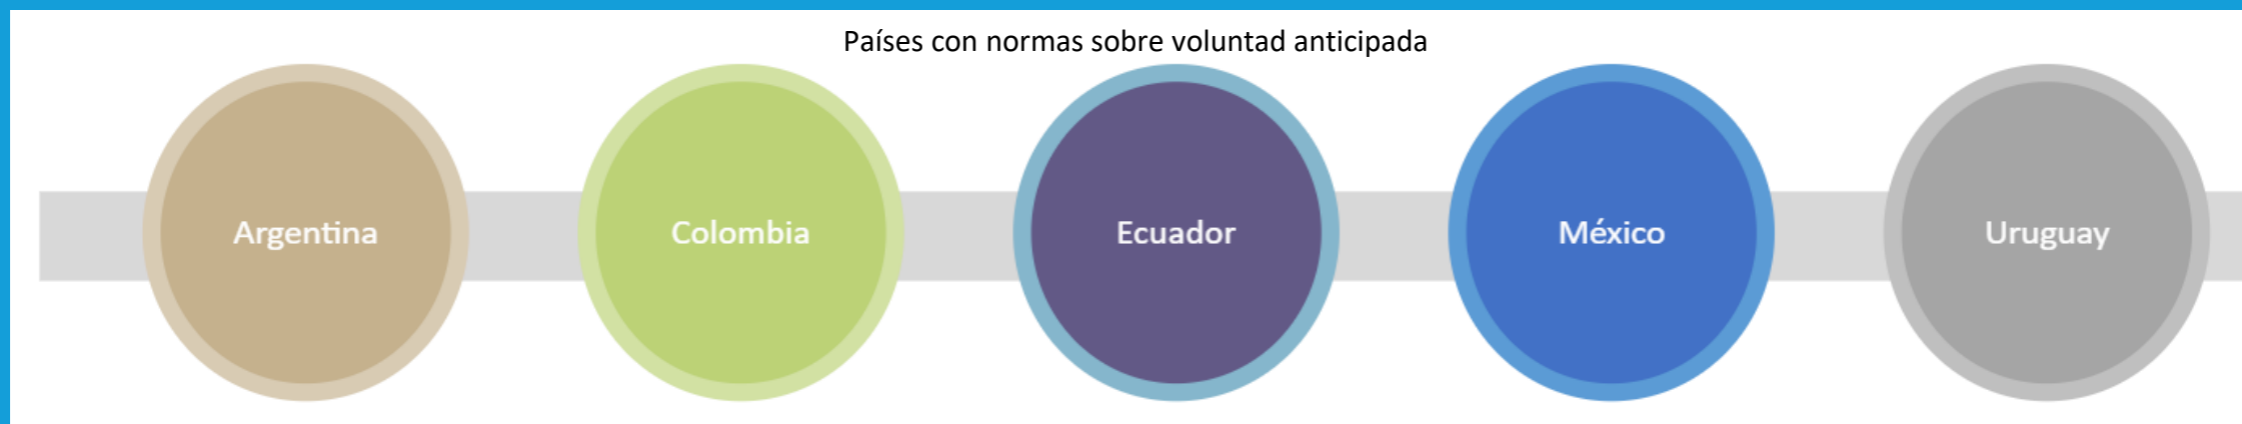 Países con normas sobre voluntad anticipada
Argentina
Colombia
Ecuador
México
Uruguay